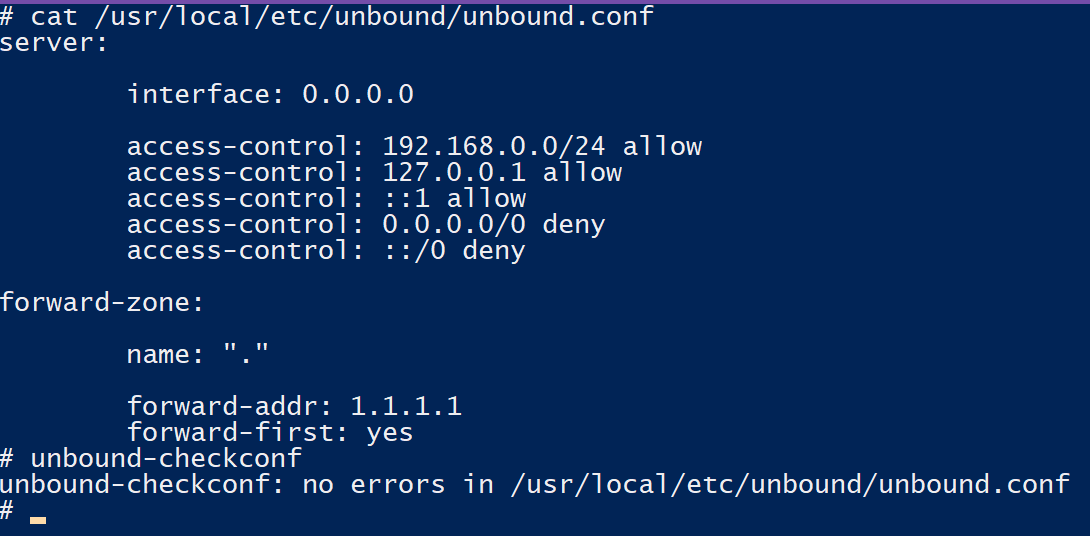 # cat /usr/local/etc/unbound/unbound.conf
server:
interface: 0.0.0.0
access-control: 192.168.0.0/24 allow
access-control: 127.0.0.1 allow
access-control: ::1 allow
access-control: 0.0.0.0/0 deny
access-control: ::/0 deny
forward-zone:
name: "."
forward-addr: 1.1.1.1
forward-first: yes
# unbound-checkconf
unbound-checkconf: no errors in /usr/local/etc/unbound/unbound.conf
#